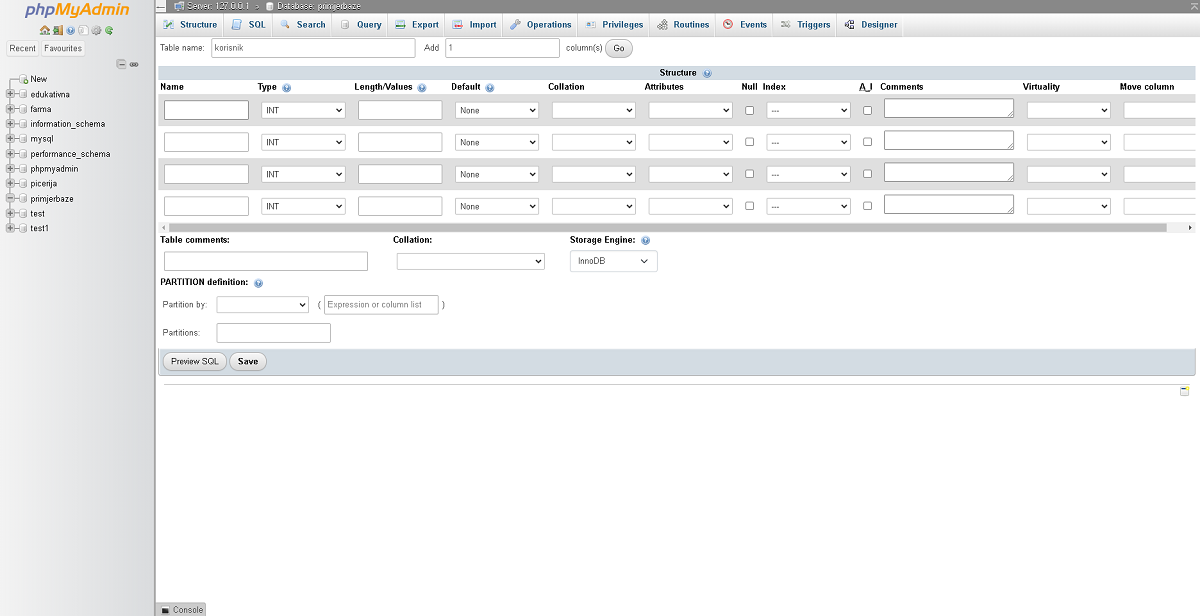 phpMyAdmin
Server: 127.0.0.1 > Database: primjerbaze
Structure SQL Search Query Export Import Operations Privileges Routines Events Triggers Designer
Recent Favourites
New
edukativna
farma
information_schema
mysql
performance_schema
phpmyadmin
picerija
primjerbaze
test
test1
Table name: korisnik Add 1 column(s) Go
Structure
Name Type Length/Values Default Collation Attributes Null Index A_I Comments Virtuality Move column
INT None ---
INT None ---
INT None ---
INT None ---
Table comments: Collation: Storage Engine:
InnoDB
PARTITION definition:
Partition by: ( Expression or column list )
Partitions:
Preview SQL Save
Console